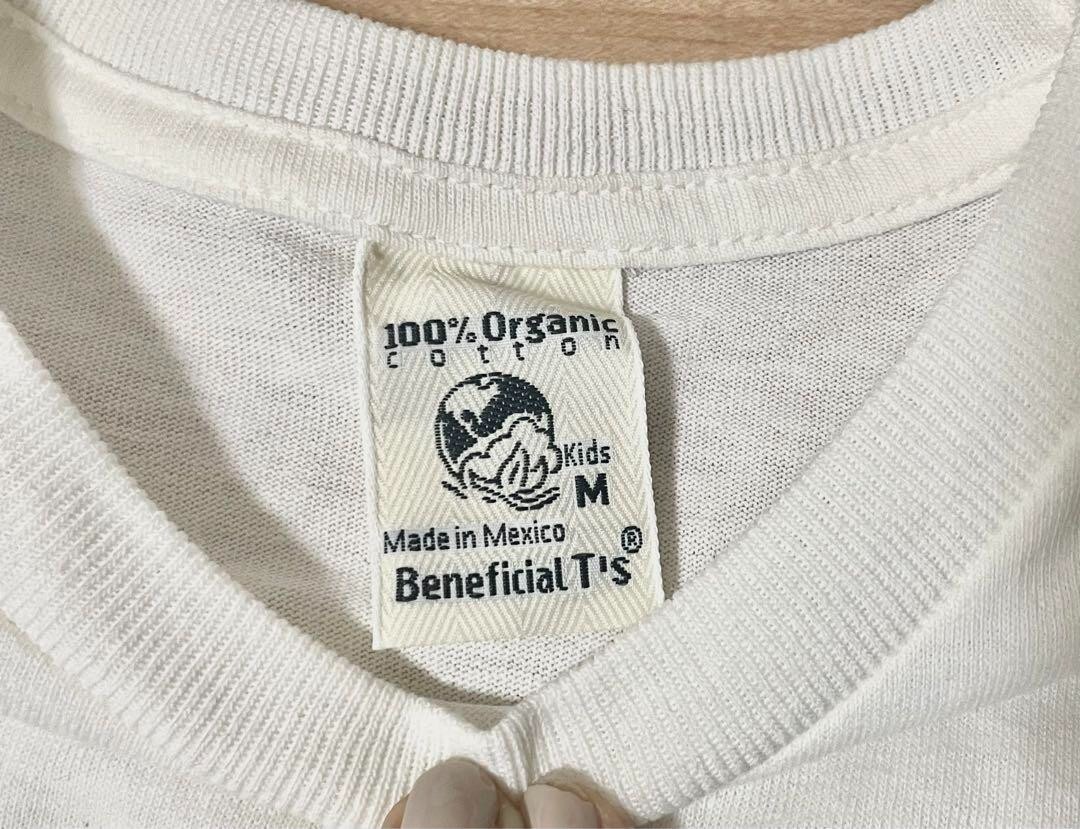 100% Organic
cotton
Kids
M
Made in Mexico
Beneficial T's®